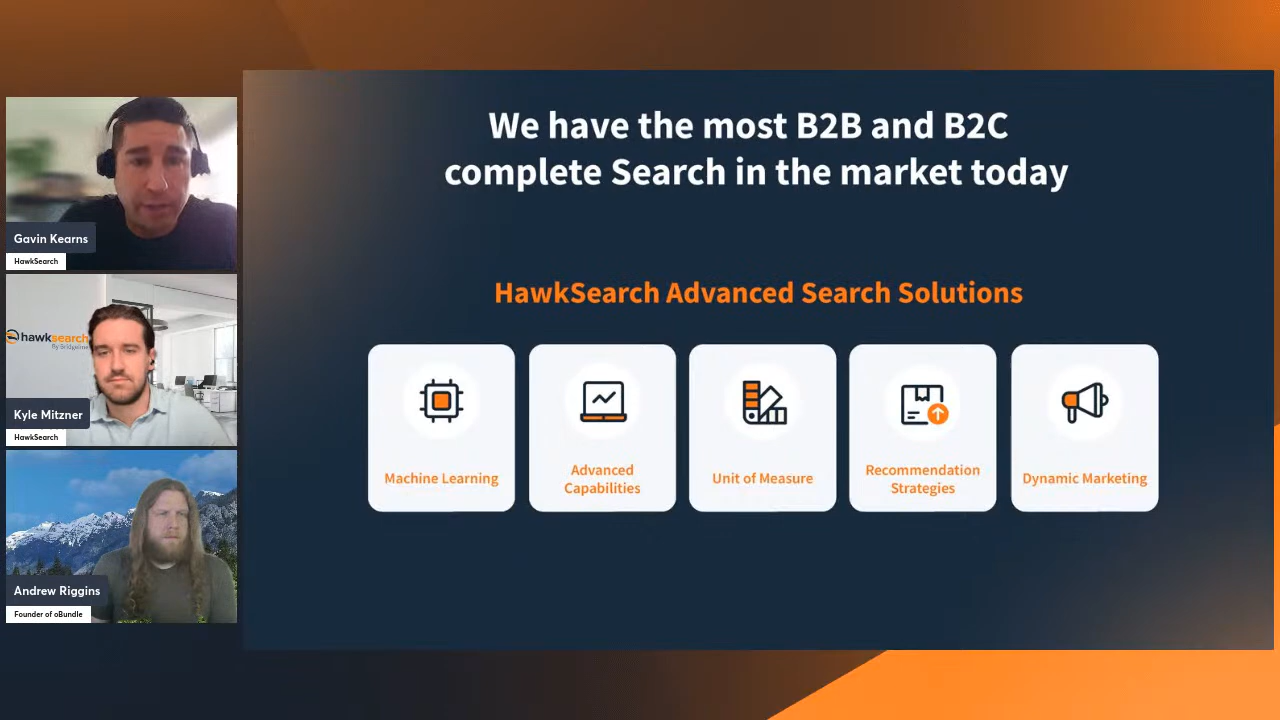 We have the most B2B and B2C
complete Search in the market today
HawkSearch Advanced Search Solutions
Machine Learning
Advanced
Capabilities
Unit of Measure
Recommendation
Strategies
Dynamic Marketing
Gavin Kearns
HawkSearch
hawksearch
By Bridgeline
Kyle Mitzner
HawkSearch
Andrew Riggins
Founder of oBundle